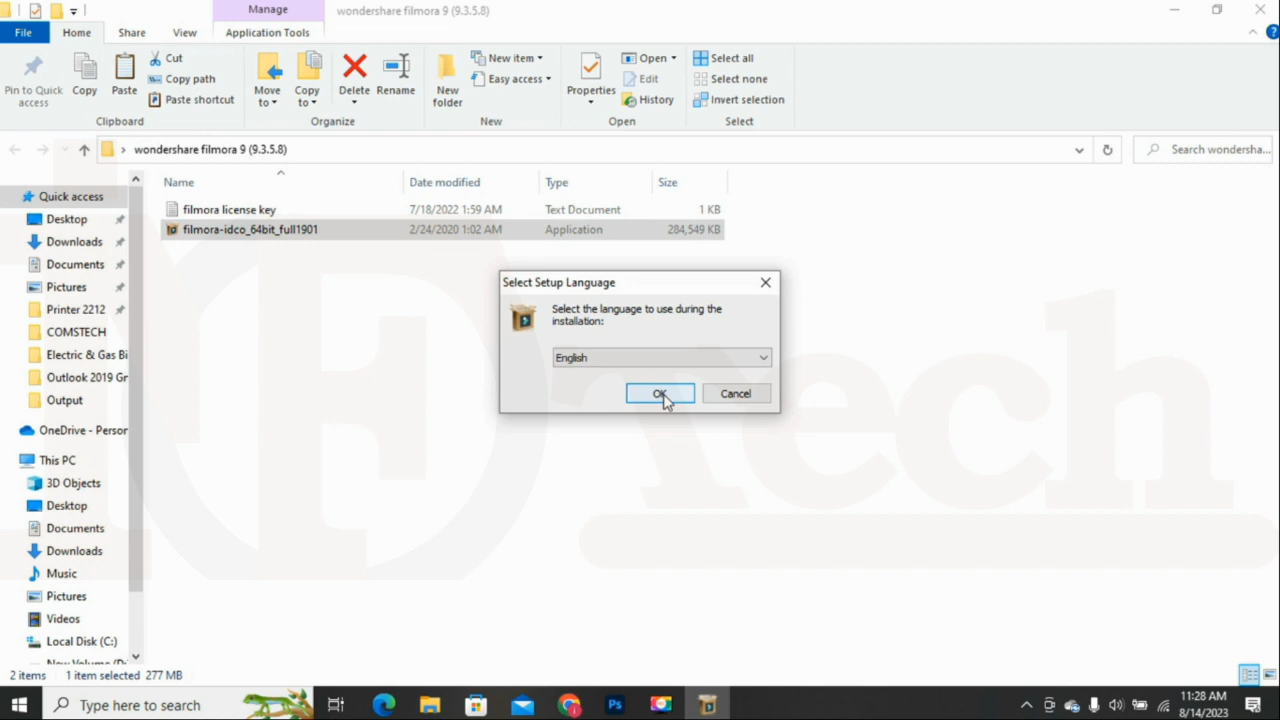 Manage
wondershare filmora 9 (9.3.5.8)
File
Home
Share
View
Application Tools
Pin to Quick
access
Copy
Paste
Cut
Copy path
Paste shortcut
Clipboard
Move
to
Copy
to
Delete
Rename
Organize
New
folder
New item
Easy access
New
Properties
Open
Edit
History
Open
Select all
Select none
Invert selection
Select
wondershare filmora 9 (9.3.5.8)
Search wondersha...
Name
Date modified
Type
Size
filmora license key
7/18/2022 1:59 AM
Text Document
1 KB
filmora-idco_64bit_full1901
2/24/2020 1:02 AM
Application
284,549 KB
Quick access
Desktop
Downloads
Documents
Pictures
Printer 2212
COMSTECH
Electric & Gas Bi
Outlook 2019 Gr
Output
OneDrive - Persor
This PC
3D Objects
Desktop
Documents
Downloads
Music
Pictures
Videos
Local Disk (C:)
Select Setup Language
Select the language to use during the
installation:
English
OK
Cancel
Tech
2 items
1 item selected 277 MB
Type here to search
Ps
11:28 AM
8/14/2023